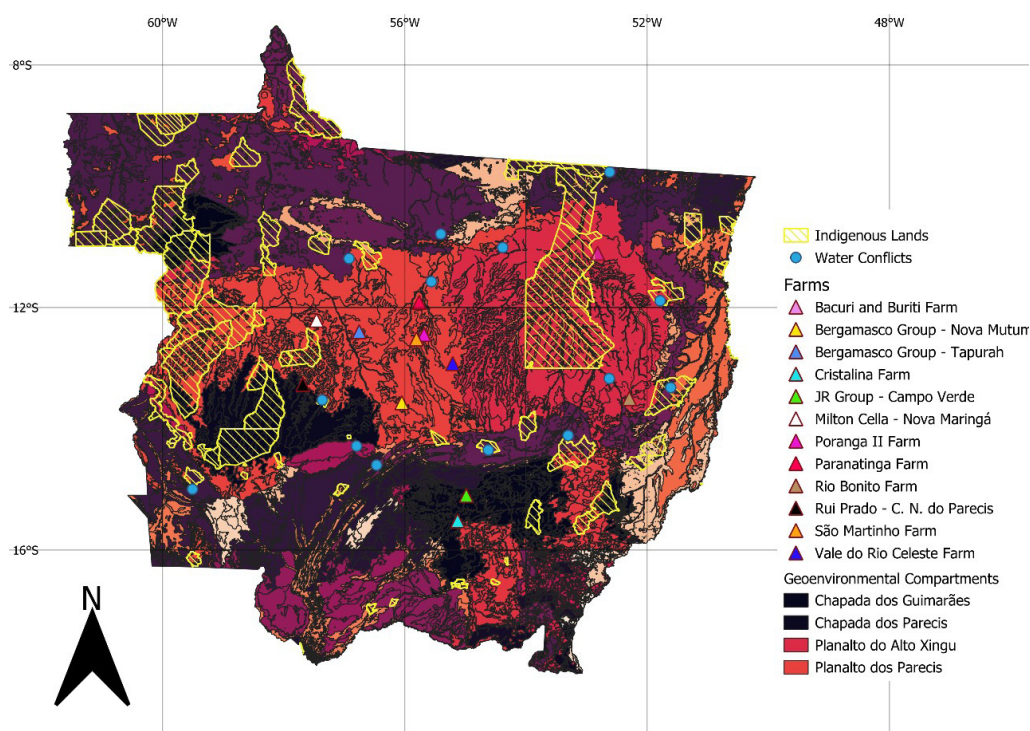 60°W 56°W 52°W 48°W
8°S
12°S
16°S
N
Indigenous Lands
Water Conflicts
Farms
Bacuri and Buriti Farm
Bergamasco Group - Nova Mutum
Bergamasco Group - Tapurah
Cristalina Farm
JR Group - Campo Verde
Milton Cella - Nova Maringá
Poranga II Farm
Paranatinga Farm
Rio Bonito Farm
Rui Prado - C. N. do Parecis
São Martinho Farm
Vale do Rio Celeste Farm
Geoenvironmental Compartments
Chapada dos Guimarães
Chapada dos Parecis
Planalto do Alto Xingu
Planalto dos Parecis